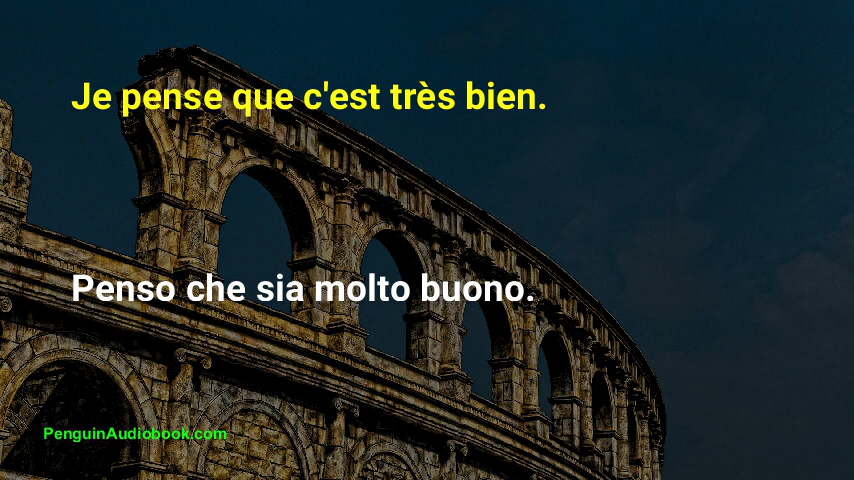 Je pense que c'est très bien.
Penso che sia molto buono.
PenguinAudiobook.com